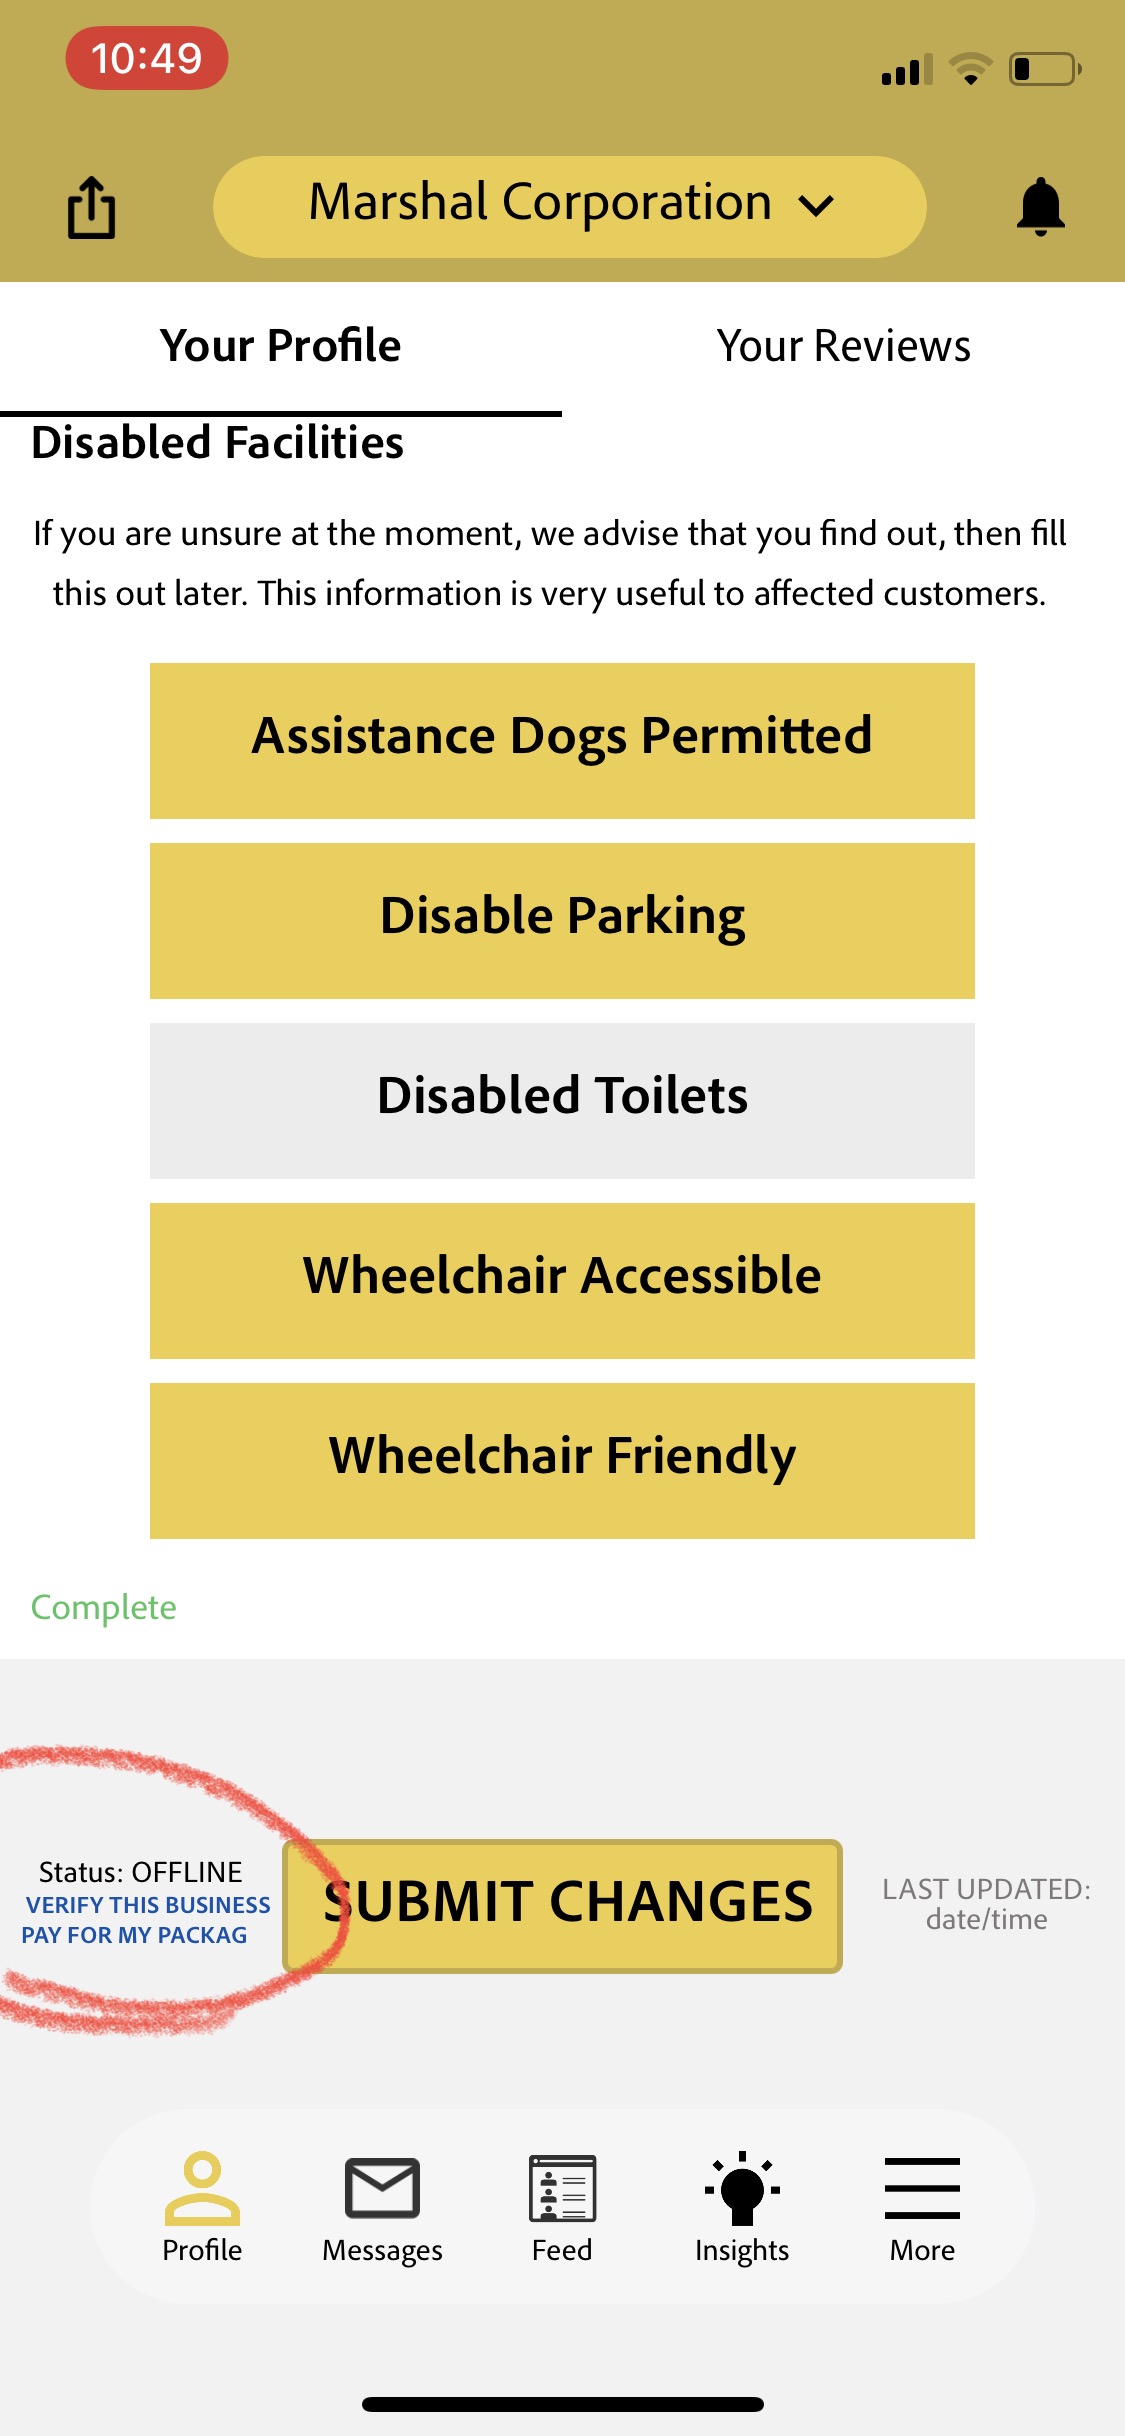 10:49
Marshal Corporation
Your Profile
Your Reviews
Disabled Facilities
If you are unsure at the moment, we advise that you find out, then fill
this out later. This information is very useful to affected customers.
Assistance Dogs Permitted
Disable Parking
Disabled Toilets
Wheelchair Accessible
Wheelchair Friendly
Complete
Status: OFFLINE
VERIFY THIS BUSINESS
PAY FOR MY PACKAG
SUBMIT CHANGES
LAST UPDATED:
date/time
Profile
Messages
Feed
Insights
More